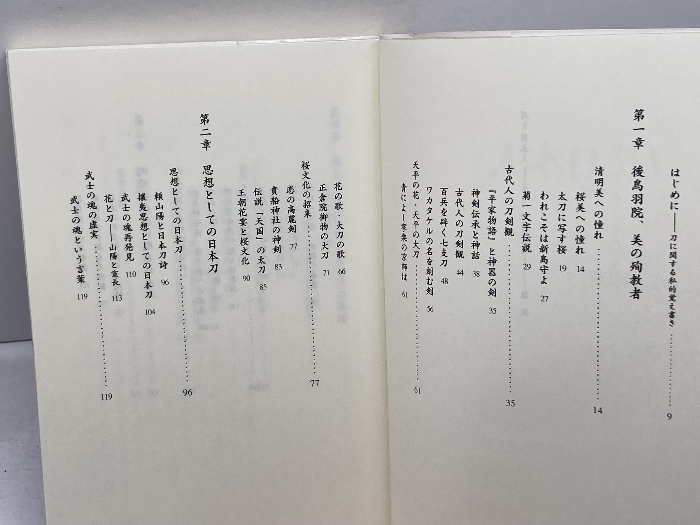 はじめに——刀に関する私的覚え書き……………9
第一章　後鳥羽院、美の殉教者
清明美への憧れ……………14
桜美への憧れ　14
太刀に写す桜　19
われこそは新島守よ　27
菊一文字伝説　29
古代人の刀剣観……………35
『平家物語』と神器の剣　35
神剣伝承と神話　38
古代人の刀剣観　44
百兵を砕く七支刀　48
ワカタケルの名を刻む剣　56
天平の花・天平の大刀……………61
青によし寧楽の京師は　61
花の歌・大刀の歌　66
正倉院御物の大刀　71
桜文化の招来……………77
恋の高麗剣　77
貴船神社の神剣　83
伝説「天国」の太刀　85
王朝花宴と桜文化　90
第二章　思想としての日本刀
思想としての日本刀……………96
頼山陽と日本刀詩　96
攘夷思想としての日本刀　104
武士の魂再発見　110
花と刀——山陽と宣長　113
武士の魂の虚実……………119
武士の魂という言葉　119